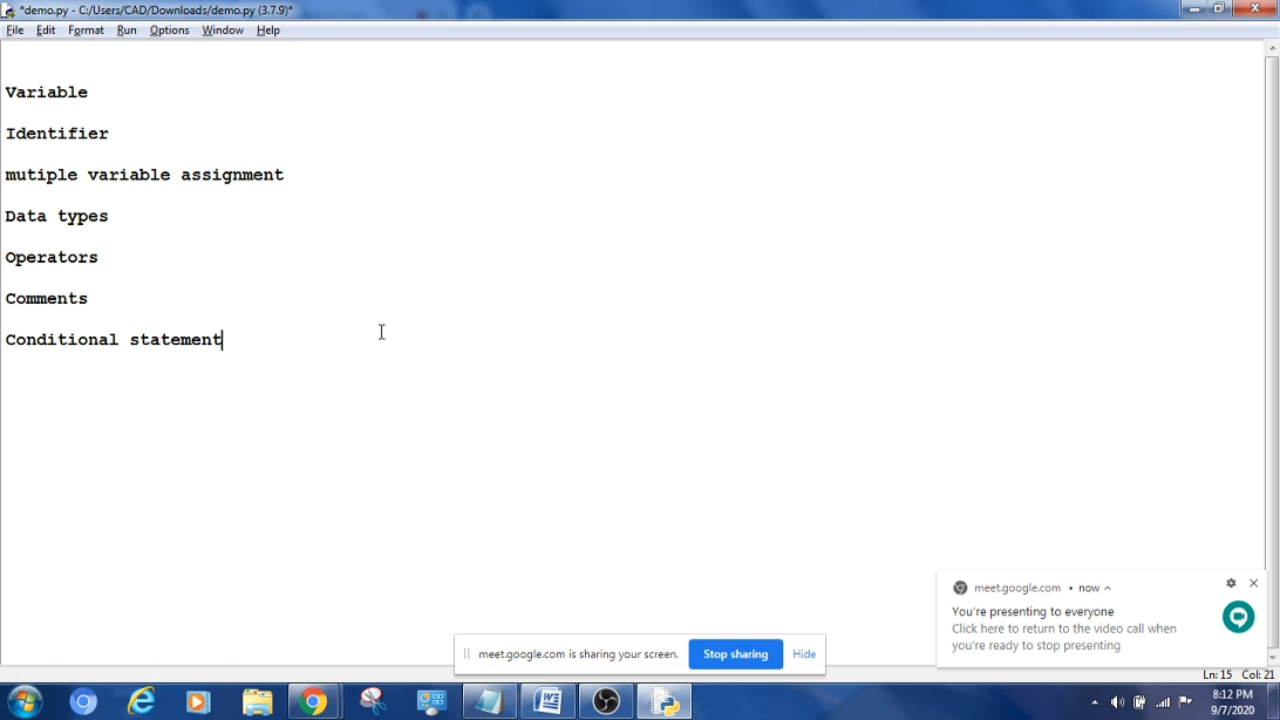 *demo.py - C:/Users/CAD/Downloads/demo.py (3.7.9)*
File Edit Format Run Options Window Help
Variable
Identifier
mutiple variable assignment
Data types
Operators
Comments
Conditional statement
meet.google.com • now
You're presenting to everyone
Click here to return to the video call when
you're ready to stop presenting
meet.google.com is sharing your screen. Stop sharing Hide
Ln: 15 Col: 21
8:12 PM
9/7/2020